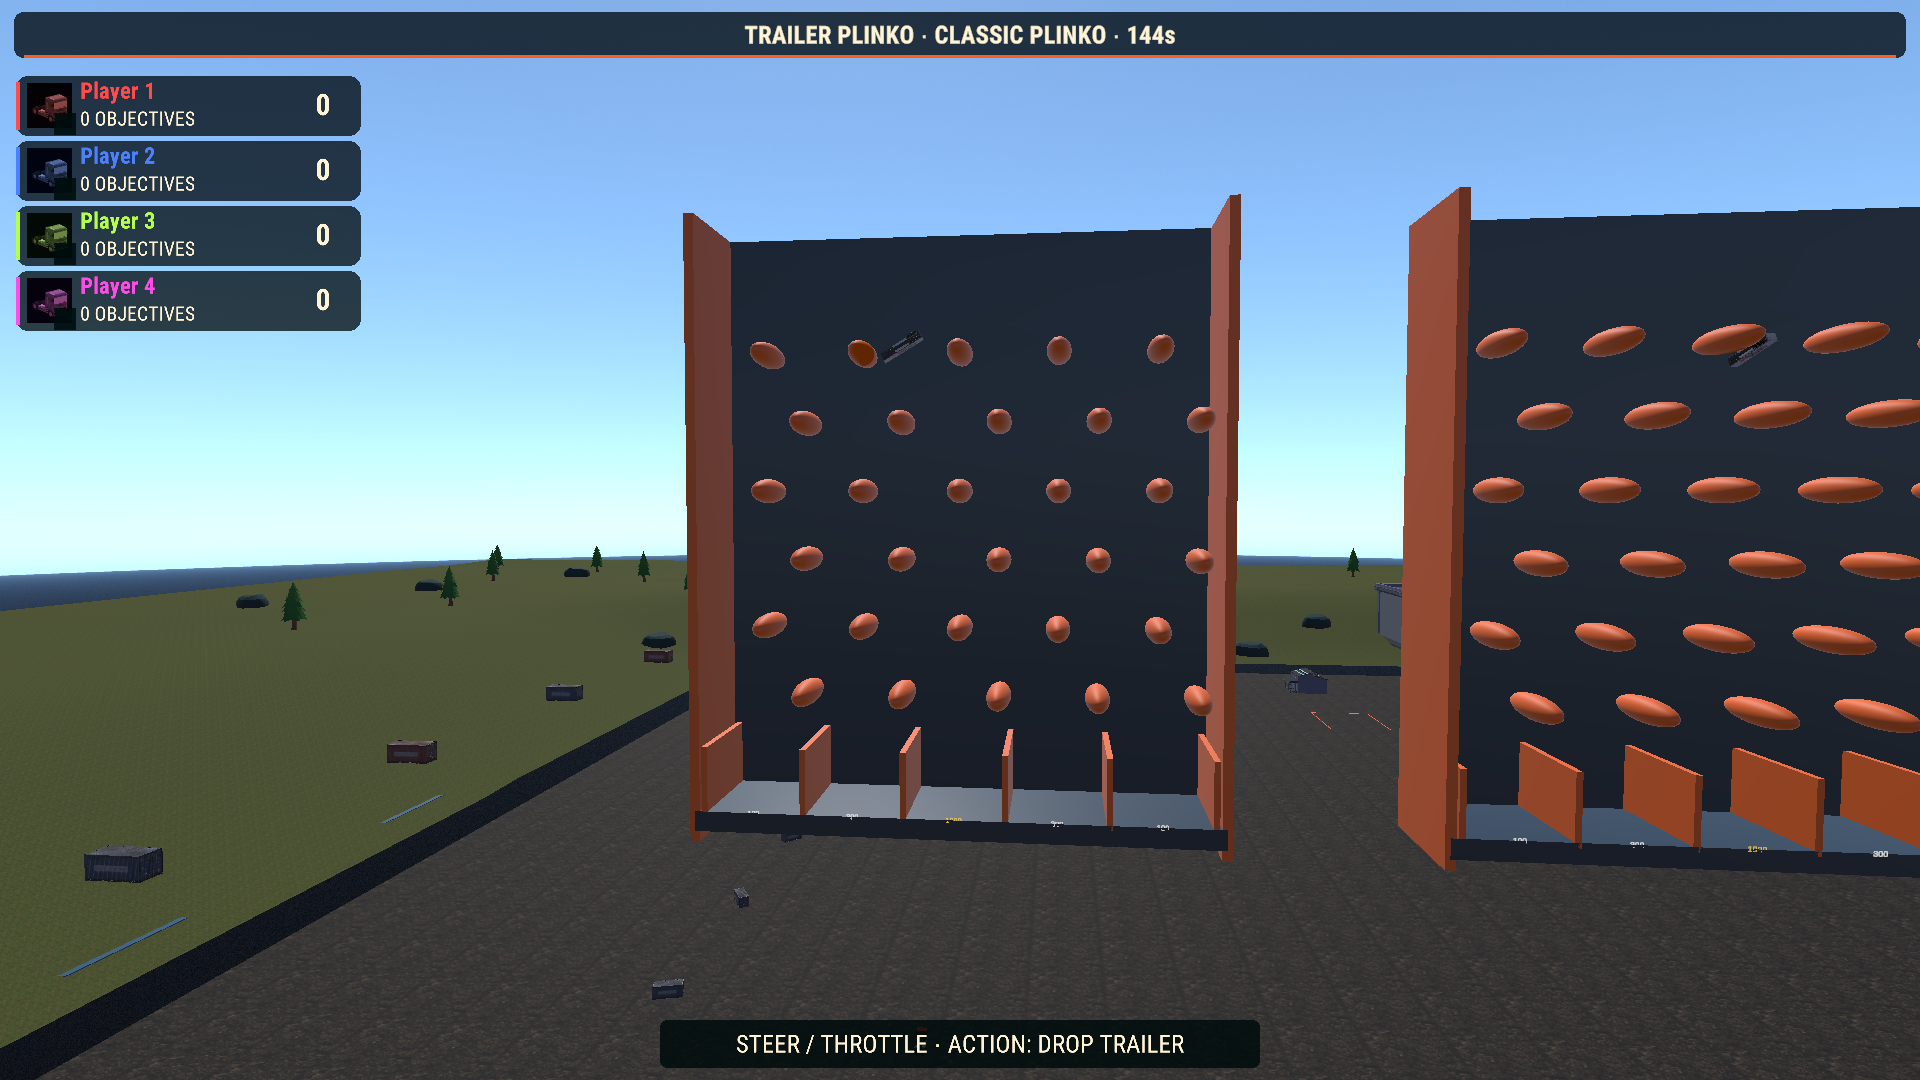 TRAILER PLINKO · CLASSIC PLINKO · 144s
Player 1
0 OBJECTIVES
0
Player 2
0 OBJECTIVES
0
Player 3
0 OBJECTIVES
0
Player 4
0 OBJECTIVES
0
300
STEER / THROTTLE · ACTION: DROP TRAILER